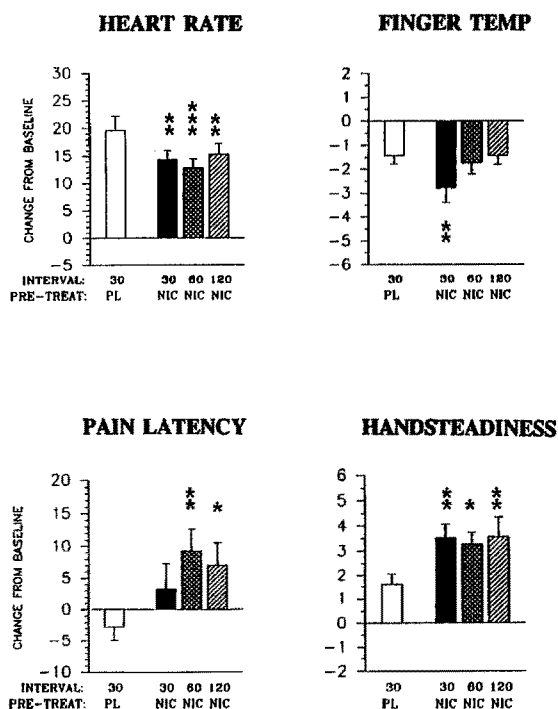 HEART RATE
FINGER TEMP
CHANGE FROM BASELINE
30
25
20
15
10
5
0
−5
** *** **
INTERVAL: 30 30 60 120
PRE-TREAT: PL NIC NIC NIC
2
1
0
−1
−2
−3
−4
−5
−6
**
30 30 60 120
PL NIC NIC NIC
PAIN LATENCY
HANDSTEADINESS
CHANGE FROM BASELINE
20
15
10
5
0
−5
−10
** *
INTERVAL: 30 30 60 120
PRE-TREAT: PL NIC NIC NIC
6
5
4
3
2
1
0
−1
−2
** * **
30 30 60 120
PL NIC NIC NIC